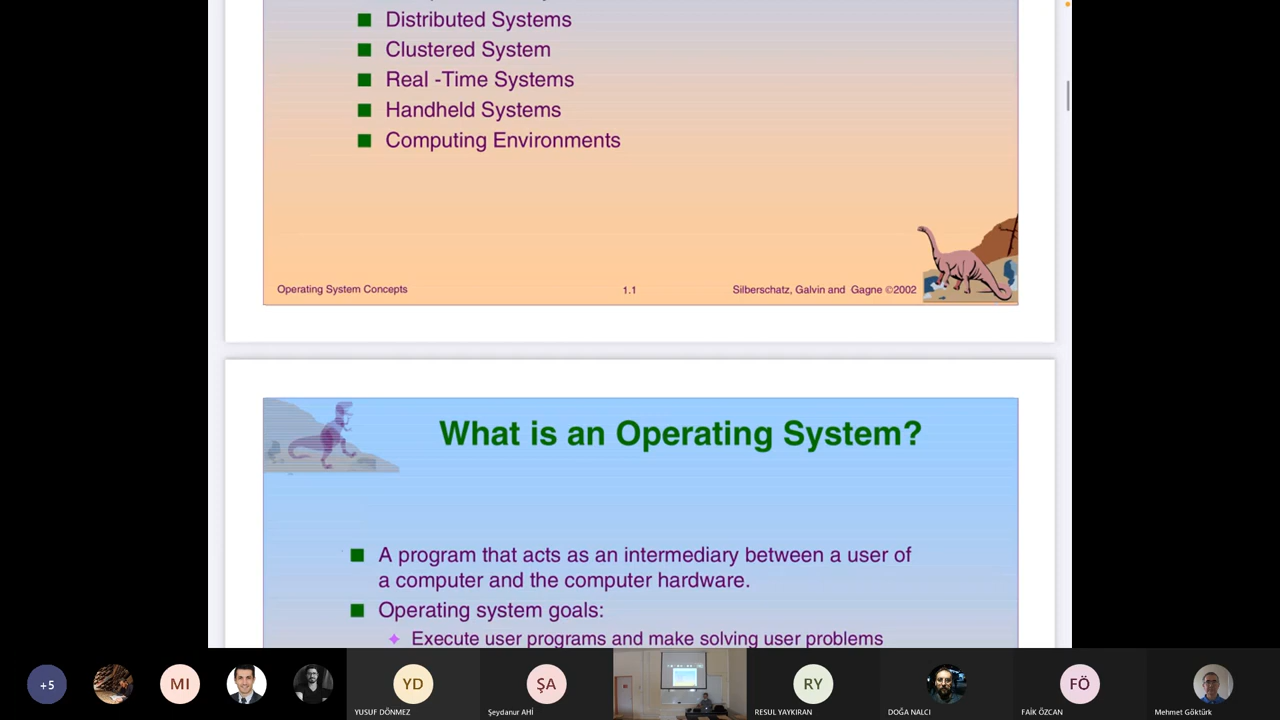 Distributed Systems
Clustered System
Real -Time Systems
Handheld Systems
Computing Environments
Operating System Concepts
1.1
Silberschatz, Galvin and Gagne ©2002
What is an Operating System?
A program that acts as an intermediary between a user of
a computer and the computer hardware.
Operating system goals:
Execute user programs and make solving user problems
+5
MI
YD
ŞA
RY
FÖ
YUSUF DÖNMEZ
Şeydanur AHİ
RESUL YAYKIRAN
DOĞA NALCI
FAİK ÖZCAN
Mehmet Göktürk